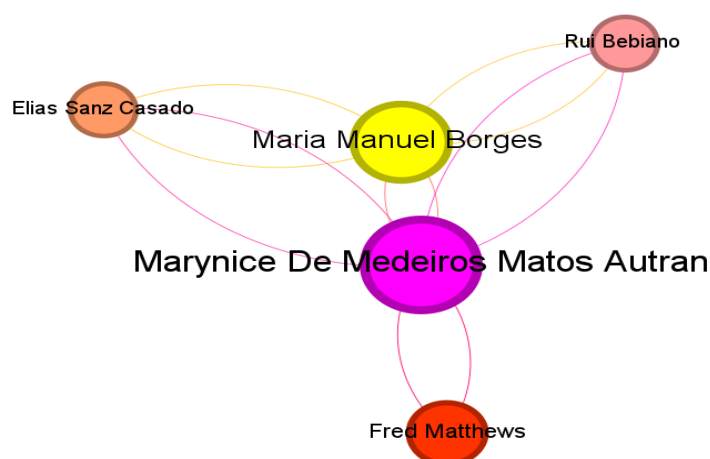 Rui Bebiano
Elias Sanz Casado
Maria Manuel Borges
Marynice De Medeiros Matos Autran
Fred Matthews